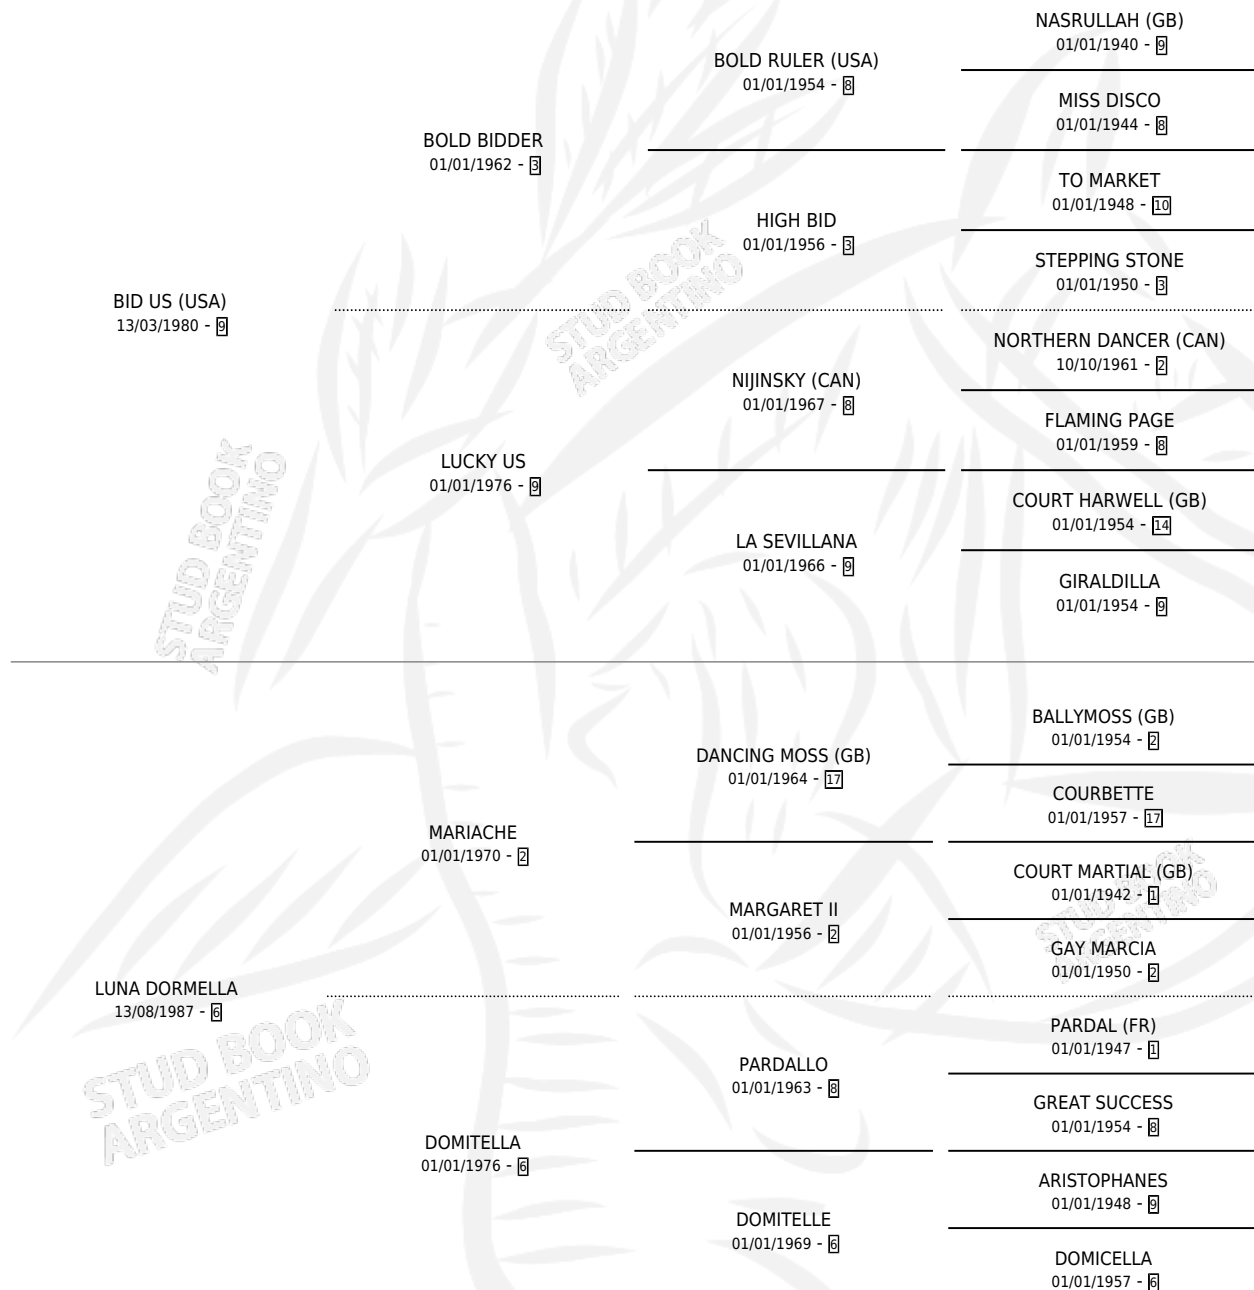 NASRULLAH (GB)
01/01/1940 - 9
BOLD RULER (USA)
01/01/1954 - 8
MISS DISCO
01/01/1944 - 8
BOLD BIDDER
01/01/1962 - 3
TO MARKET
01/01/1948 - 10
HIGH BID
01/01/1956 - 3
STEPPING STONE
01/01/1950 - 3
BID US (USA)
13/03/1980 - 9
NORTHERN DANCER (CAN)
10/10/1961 - 2
NIJINSKY (CAN)
01/01/1967 - 8
FLAMING PAGE
01/01/1959 - 8
LUCKY US
01/01/1976 - 9
COURT HARWELL (GB)
01/01/1954 - 14
LA SEVILLANA
01/01/1966 - 9
GIRALDILLA
01/01/1954 - 9
BALLYMOSS (GB)
01/01/1954 - 2
DANCING MOSS (GB)
01/01/1964 - 17
COURBETTE
01/01/1957 - 17
MARIACHE
01/01/1970 - 2
COURT MARTIAL (GB)
01/01/1942 - 1
MARGARET II
01/01/1956 - 2
GAY MARCIA
01/01/1950 - 2
LUNA DORMELLA
13/08/1987 - 6
PARDAL (FR)
01/01/1947 - 1
PARDALLO
01/01/1963 - 8
GREAT SUCCESS
01/01/1954 - 8
DOMITELLA
01/01/1976 - 6
ARISTOPHANES
01/01/1948 - 9
DOMITELLE
01/01/1969 - 6
DOMICELLA
01/01/1957 - 6
STUD BOOK
ARGENTINO
STUD BOOK
ARGENTINO
STUD BOOK
ARGENTINO
STUD BOOK
ARGENTINO